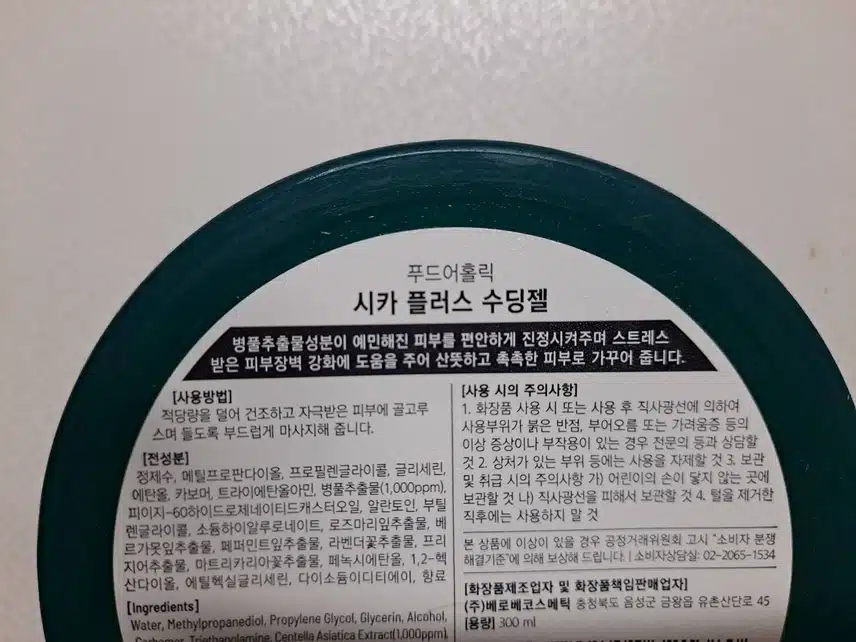 푸드어홀릭
시카 플러스 수딩젤
병풀추출물성분이 예민해진 피부를 편안하게 진정시켜주며 스트레스
받은 피부장벽 강화에 도움을 주어 산뜻하고 촉촉한 피부로 가꾸어 줍니다.
[사용방법]
적당량을 덜어 건조하고 자극받은 피부에 골고루
스며 들도록 부드럽게 마사지해 줍니다.
[전성분]
정제수, 메틸프로판다이올, 프로필렌글라이콜, 글리세린,
에탄올, 카보머, 트라이에탄올아민, 병풀추출물(1,000ppm),
피이지-60하이드로제네이티드캐스터오일, 알란토인, 부틸
렌글라이콜, 소듐하이알루로네이트, 로즈마리잎추출물, 베
르가못잎추출물, 페퍼민트잎추출물, 라벤더꽃추출물, 프리
지어추출물, 마트리카리아꽃추출물, 페녹시에탄올, 1,2-헥
산다이올, 에틸헥실글리세린, 다이소듐이디티에이, 향료
[Ingredients]
Water, Methylpropanediol, Propylene Glycol, Glycerin, Alcohol,
Carbomer, Triethanolamine, Centella Asiatica Extract(1,000ppm),
[사용 시의 주의사항]
1. 화장품 사용 시 또는 사용 후 직사광선에 의하여
사용부위가 붉은 반점, 부어오름 또는 가려움증 등의
이상 증상이나 부작용이 있는 경우 전문의 등과 상담할
것 2. 상처가 있는 부위 등에는 사용을 자제할 것 3. 보관
및 취급 시의 주의사항 가) 어린이의 손이 닿지 않는 곳에
보관할 것 나) 직사광선을 피해서 보관할 것 4. 털을 제거한
직후에는 사용하지 말 것
본 상품에 이상이 있을 경우 공정거래위원회 고시 "소비자 분쟁
해결기준"에 의해 보상해 드립니다. | 소비자상담실: 02-2065-1534
[화장품제조업자 및 화장품책임판매업자]
(주)베로베코스메틱 충청북도 음성군 금왕읍 유촌산단로 45
[용량] 300 ml